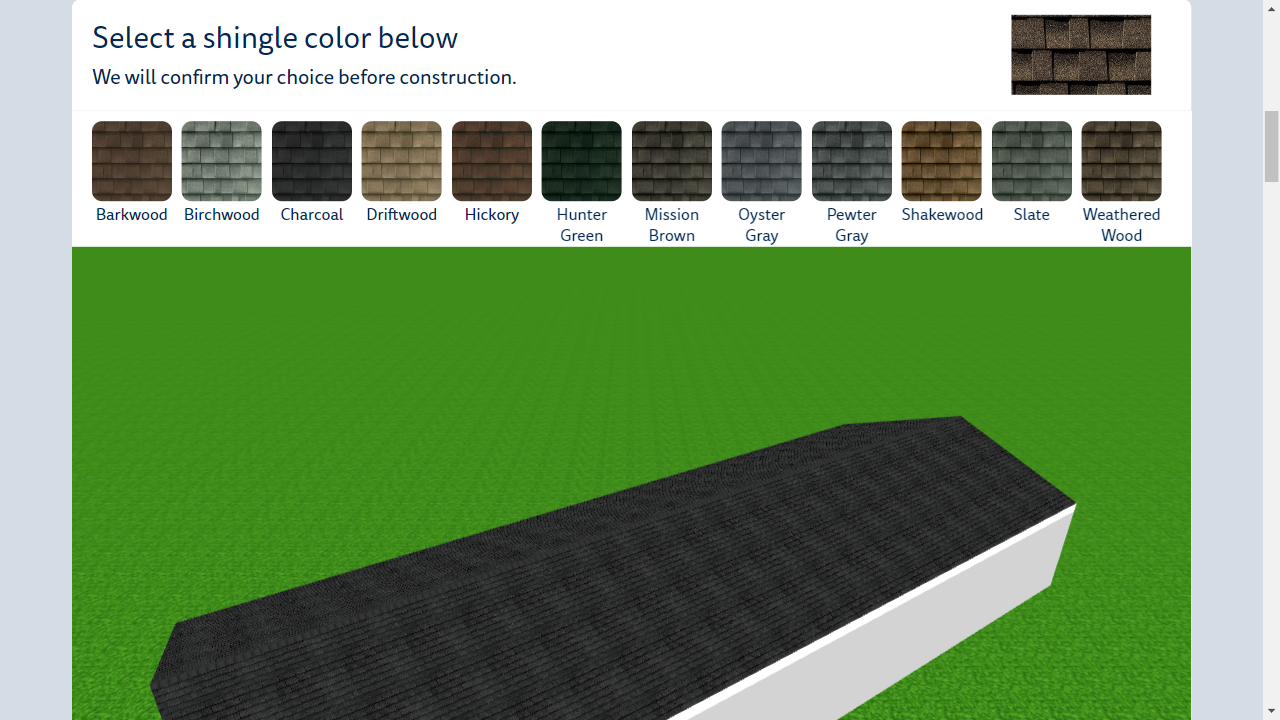 Select a shingle color below
We will confirm your choice before construction.
Barkwood
Birchwood
Charcoal
Driftwood
Hickory
Hunter
Green
Mission
Brown
Oyster
Gray
Pewter
Gray
Shakewood
Slate
Weathered
Wood